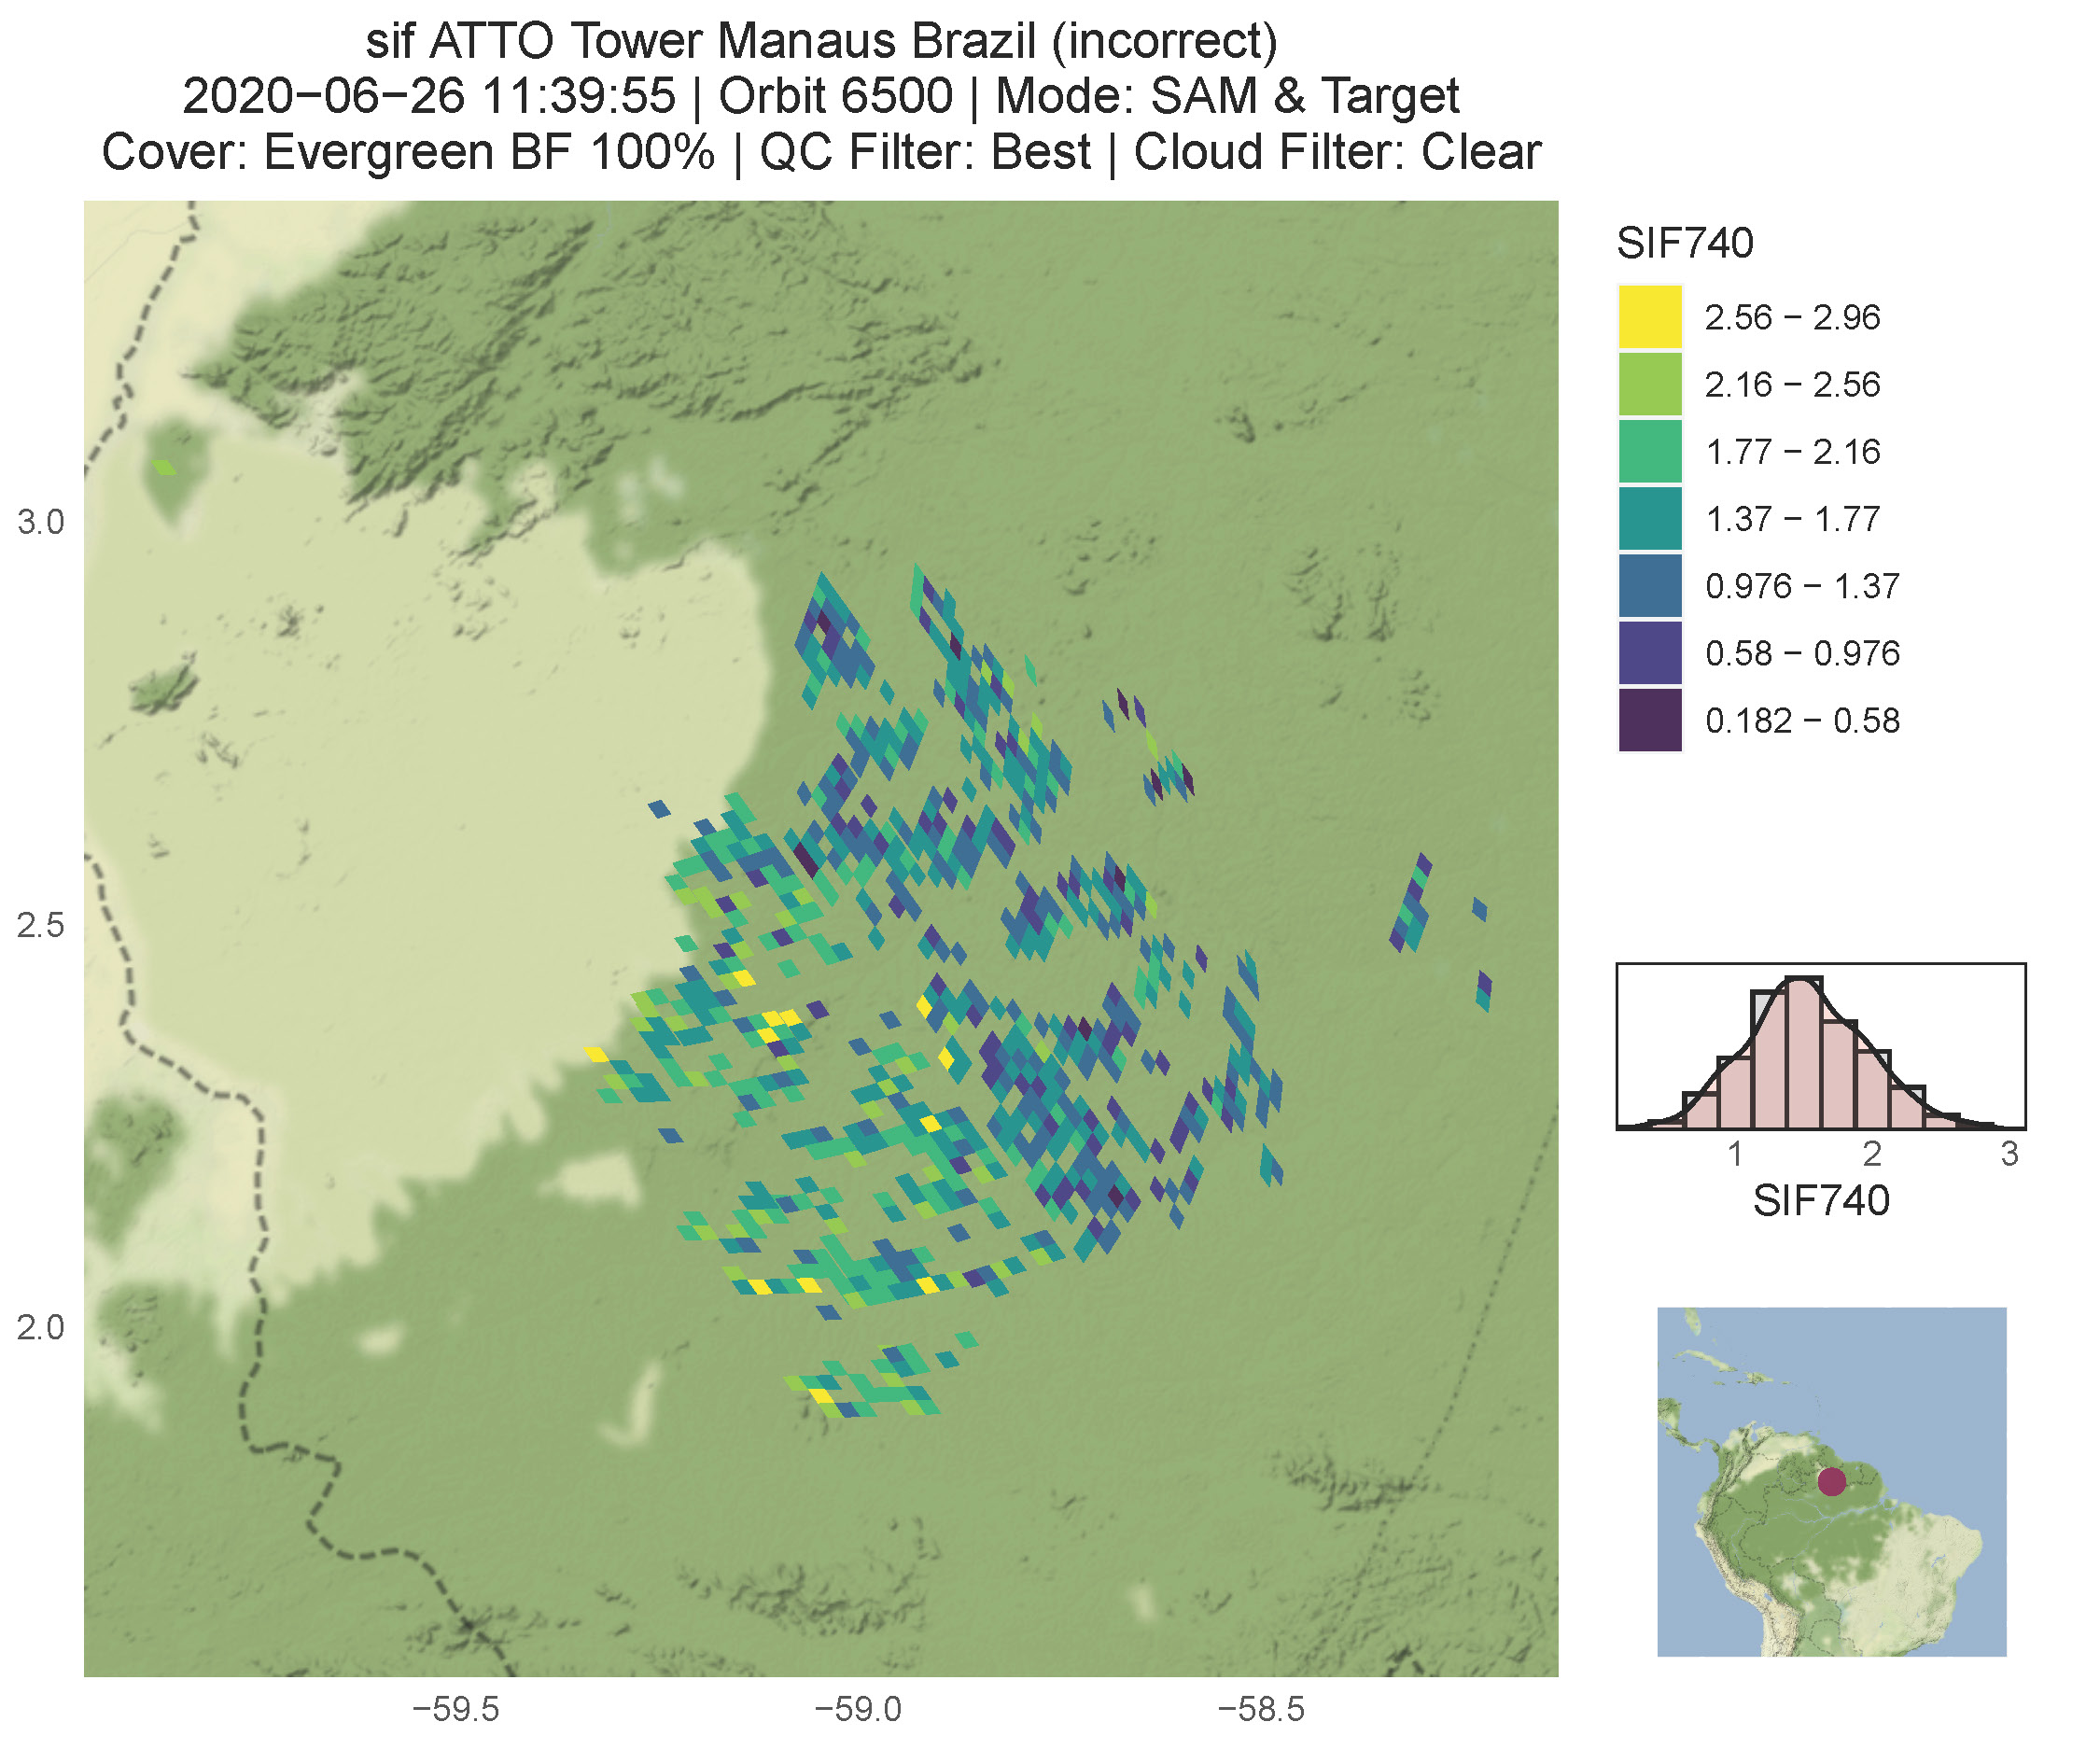 sif ATTO Tower Manaus Brazil (incorrect)
2020−06−26 11:39:55 | Orbit 6500 | Mode: SAM & Target
Cover: Evergreen BF 100% | QC Filter: Best | Cloud Filter: Clear
SIF740
2.56 − 2.96
2.16 − 2.56
1.77 − 2.16
1.37 − 1.77
0.976 − 1.37
0.58 − 0.976
0.182 − 0.58
3.0
2.5
2.0
−59.5
−59.0
−58.5
1
2
3
SIF740